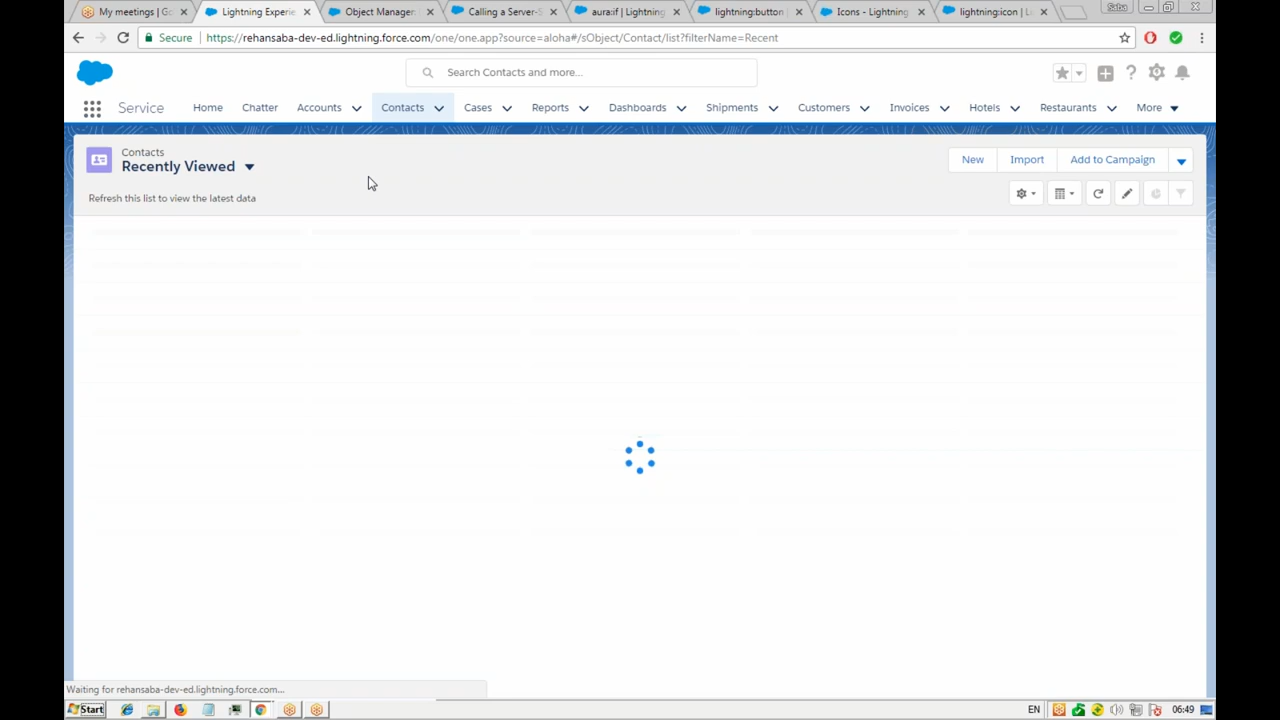 My meetings | Go
Lightning Experie
Object Manager
Calling a Server-S
aura:if | Lightning
lightning:button
Icons - Lightning
lightning:icon | Li
Saba
Secure
https://rehansaba-dev-ed.lightning.force.com/one/one.app?source=aloha#/sObject/Contact/list?filterName=Recent
Search Contacts and more...
Service
Home
Chatter
Accounts
Contacts
Cases
Reports
Dashboards
Shipments
Customers
Invoices
Hotels
Restaurants
More
Contacts
Recently Viewed
New
Import
Add to Campaign
Refresh this list to view the latest data
Waiting for rehansaba-dev-ed.lightning.force.com...
Start
EN
06:49